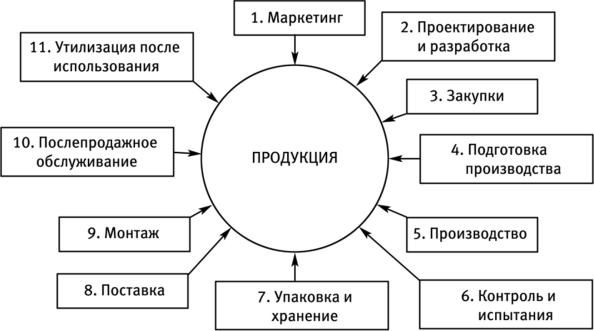 1. Маркетинг
2. Проектирование
и разработка
3. Закупки
4. Подготовка
производства
5. Производство
6. Контроль и
испытания
7. Упаковка и
хранение
8. Поставка
9. Монтаж
10. Послепродажное
обслуживание
11. Утилизация после
использования
ПРОДУКЦИЯ